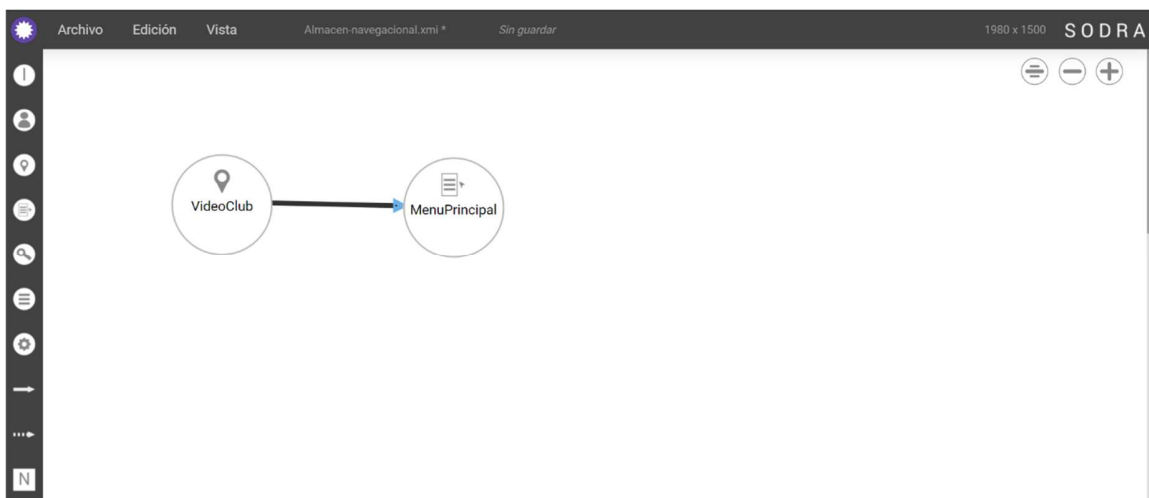 Archivo Edición Vista Almacen-navegacional.xmi * Sin guardar 1980 x 1500 SODRA
VideoClub
MenuPrincipal
N